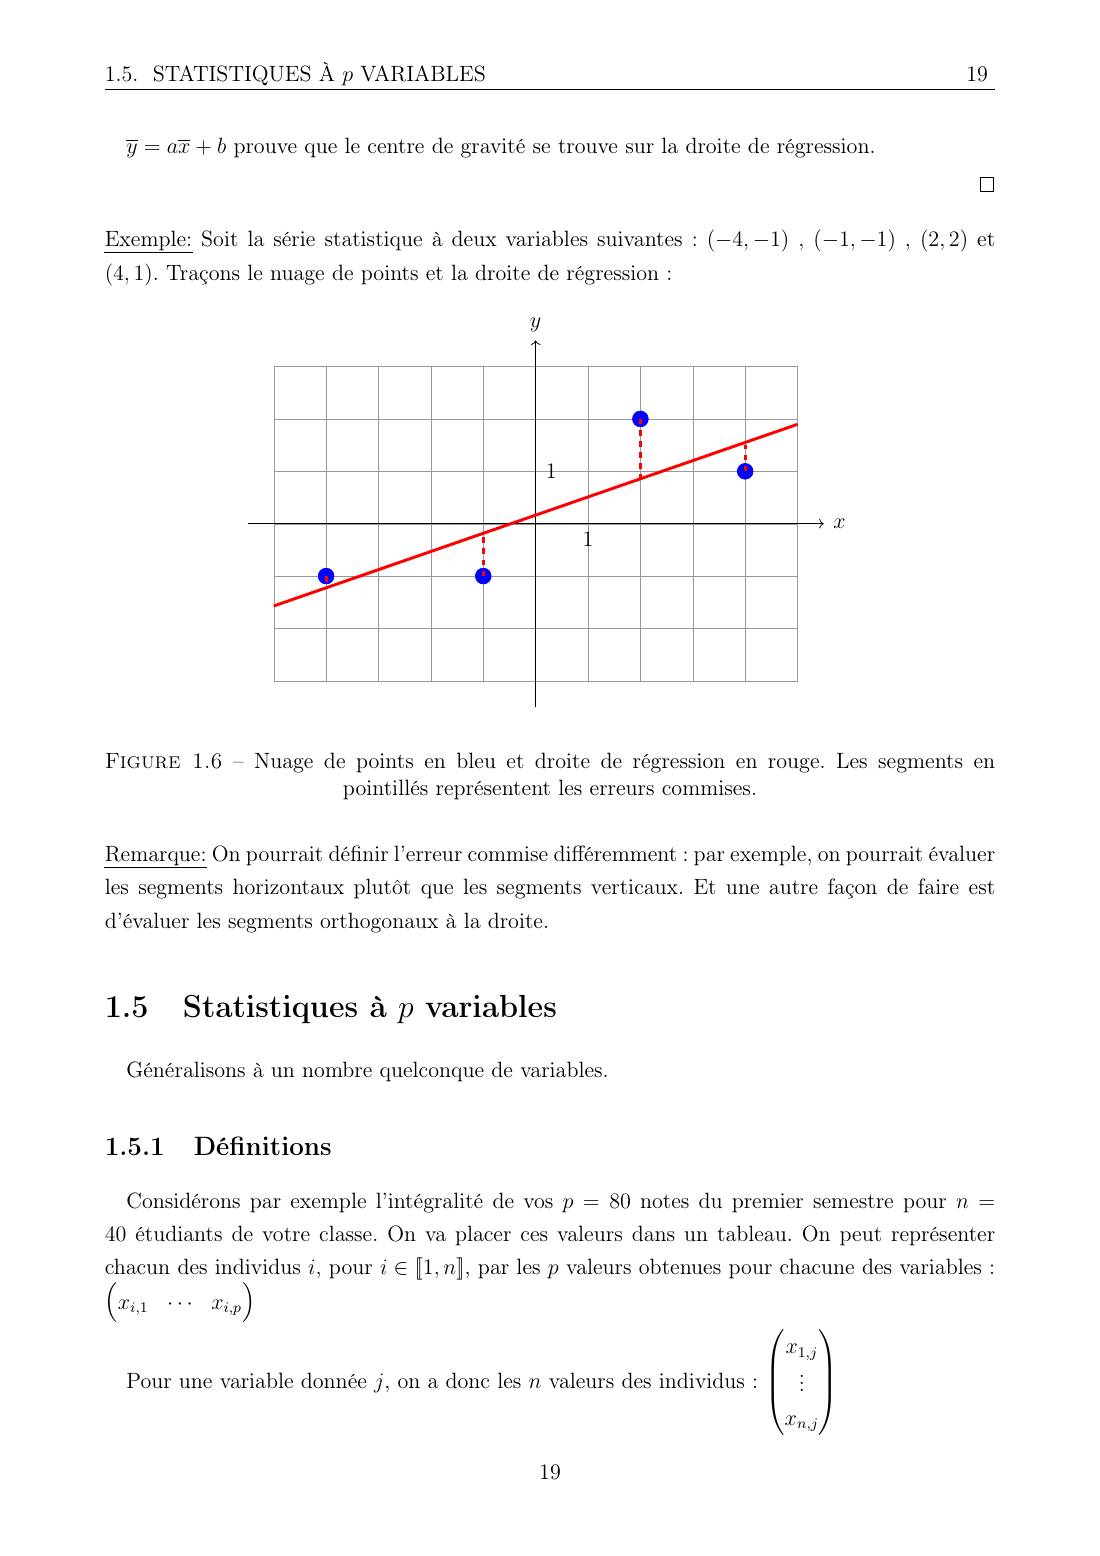 1.5. STATISTIQUES À p VARIABLES 19
y̅ = ax̅ + b prouve que le centre de gravité se trouve sur la droite de régression.
□
Exemple: Soit la série statistique à deux variables suivantes : (−4, −1) , (−1, −1) , (2, 2) et
(4, 1). Traçons le nuage de points et la droite de régression :
y
1
x
1
Figure 1.6 – Nuage de points en bleu et droite de régression en rouge. Les segments en
pointillés représentent les erreurs commises.
Remarque: On pourrait définir l'erreur commise différemment : par exemple, on pourrait évaluer
les segments horizontaux plutôt que les segments verticaux. Et une autre façon de faire est
d'évaluer les segments orthogonaux à la droite.
1.5 Statistiques à p variables
Généralisons à un nombre quelconque de variables.
1.5.1 Définitions
Considérons par exemple l'intégralité de vos p = 80 notes du premier semestre pour n =
40 étudiants de votre classe. On va placer ces valeurs dans un tableau. On peut représenter
chacun des individus i, pour i ∈ ⟦1, n⟧, par les p valeurs obtenues pour chacune des variables :
(x_{i,1} ⋯ x_{i,p})
Pour une variable donnée j, on a donc les n valeurs des individus : (x_{1,j} ⋮ x_{n,j})
19